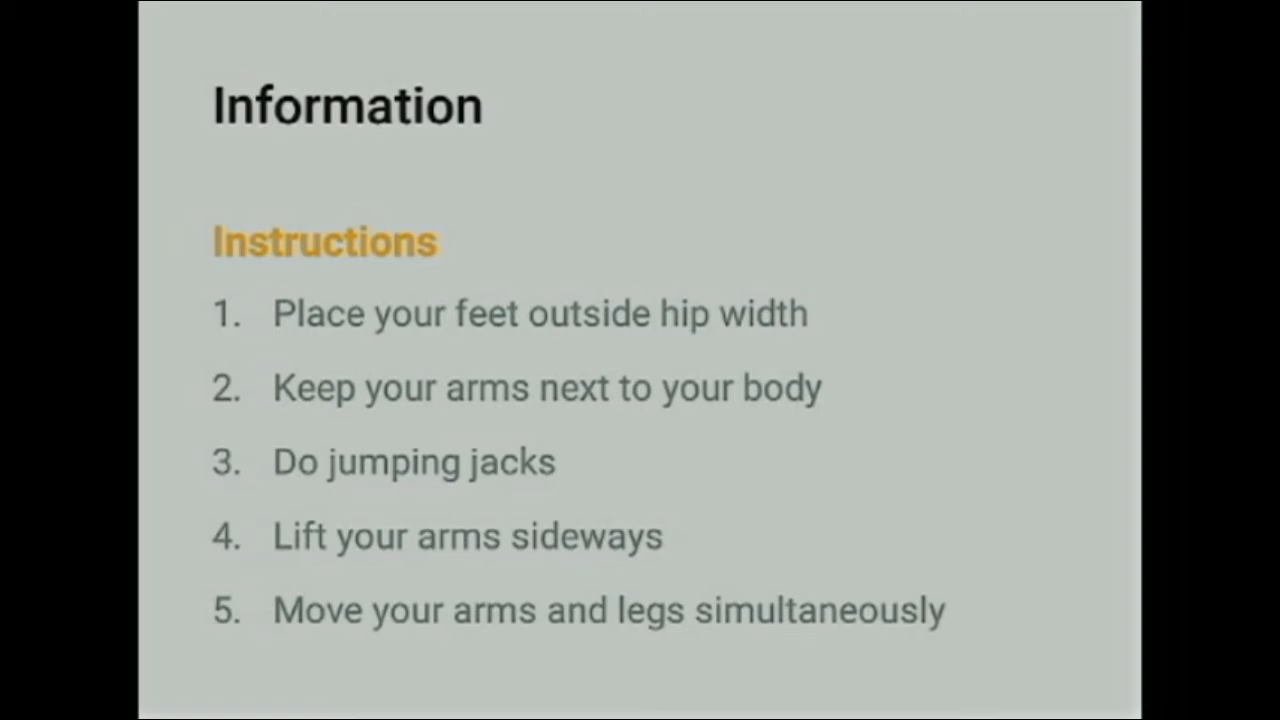 Information
Instructions
1. Place your feet outside hip width
2. Keep your arms next to your body
3. Do jumping jacks
4. Lift your arms sideways
5. Move your arms and legs simultaneously